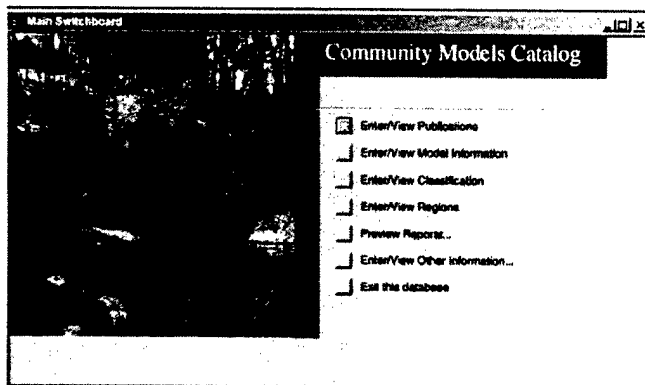 Main Switchboard
Community Models Catalog
Enter/View Publications
Enter/View Model Information
Enter/View Classification
Enter/View Regions
Preview Reports...
Enter/View Other Information...
Exit this database